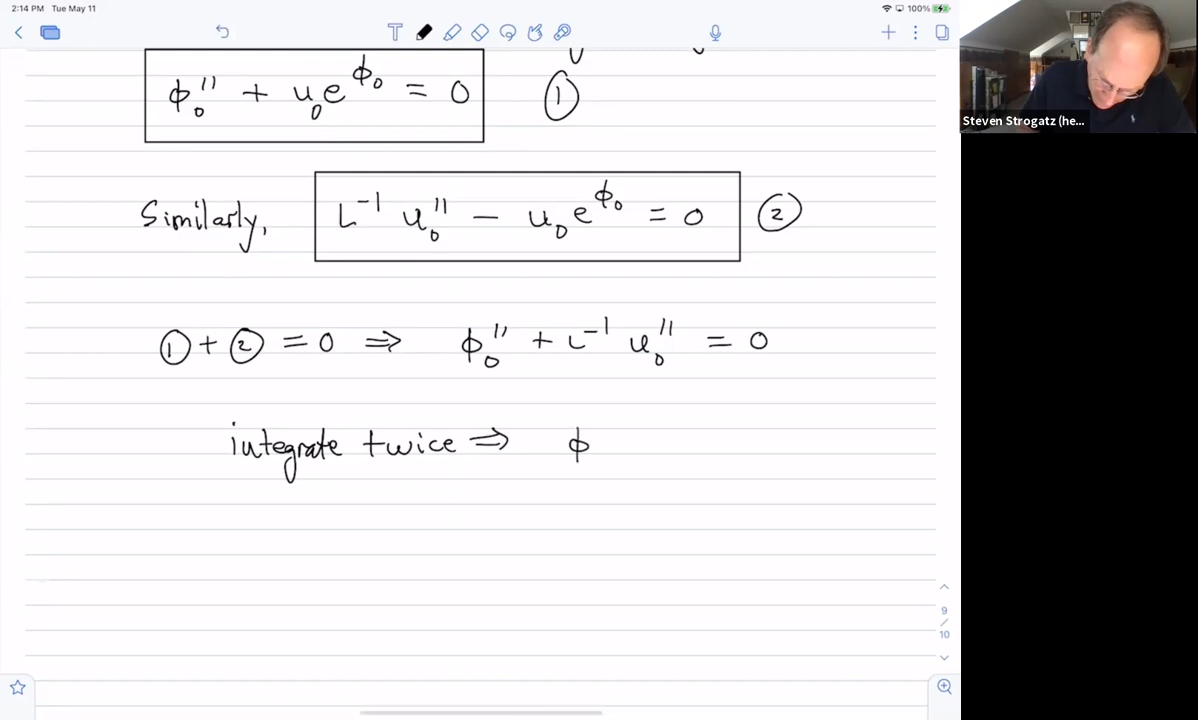 2:14 PM Tue May 11
100%
T
ϕ₀'' + u₀e^ϕ₀ = 0 ①
Similarly, L⁻¹ u₀'' − u₀e^ϕ₀ = 0 ②
① + ② = 0 ⇒ ϕ₀'' + L⁻¹ u₀'' = 0
integrate twice ⇒ ϕ
9
/
10
Steven Strogatz (he...